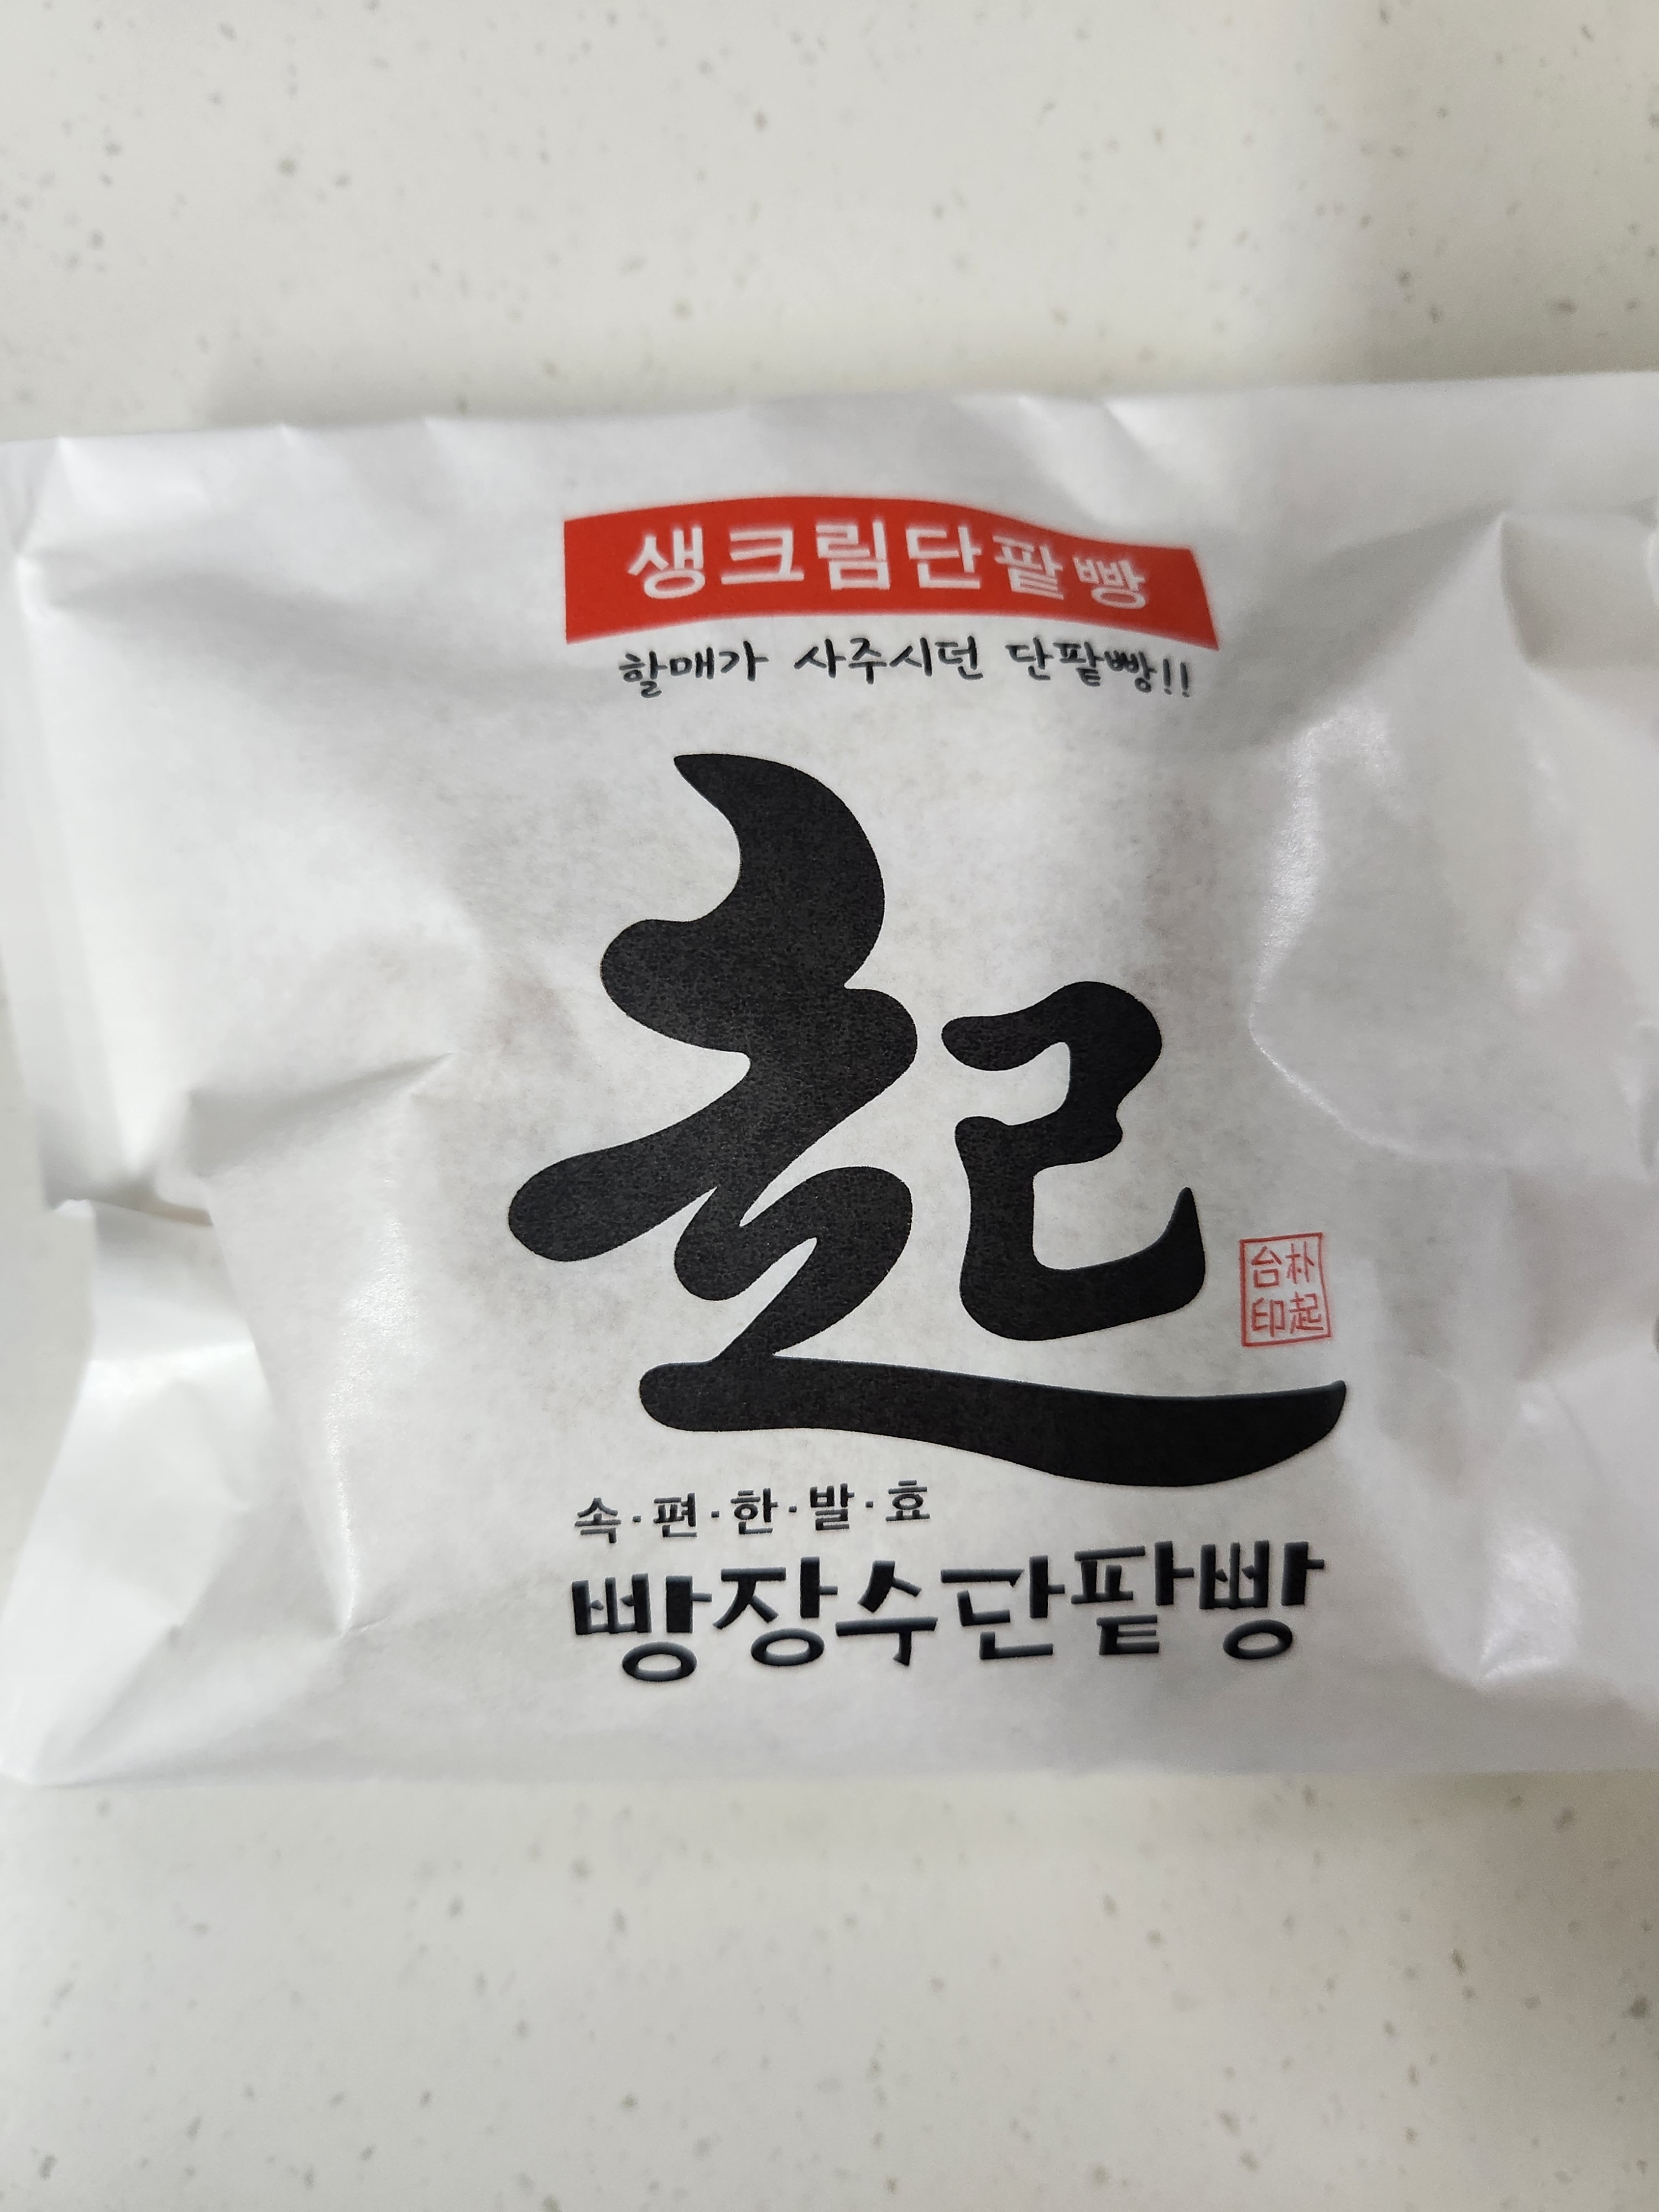 생크림단팥빵
할매가 사주시던 단팥빵!!
起
朴起
台印
속·편·한·발·효
빵장수단팥빵